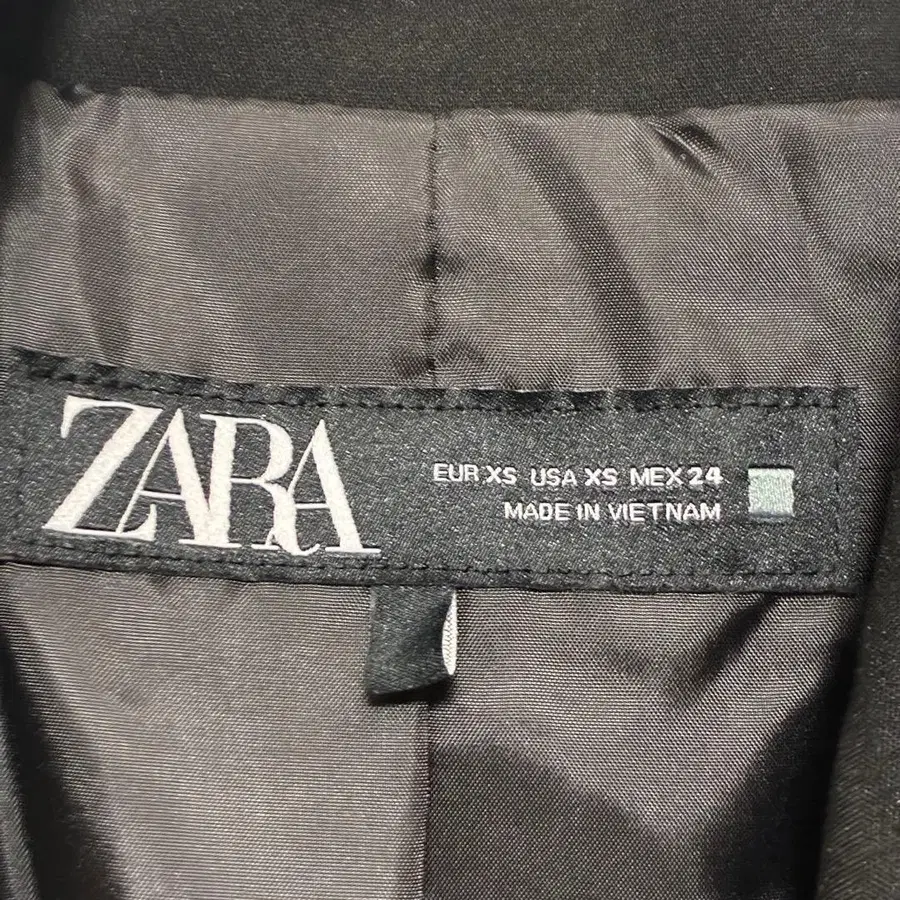 ZARA
EUR XS USA XS MEX 24
MADE IN VIETNAM